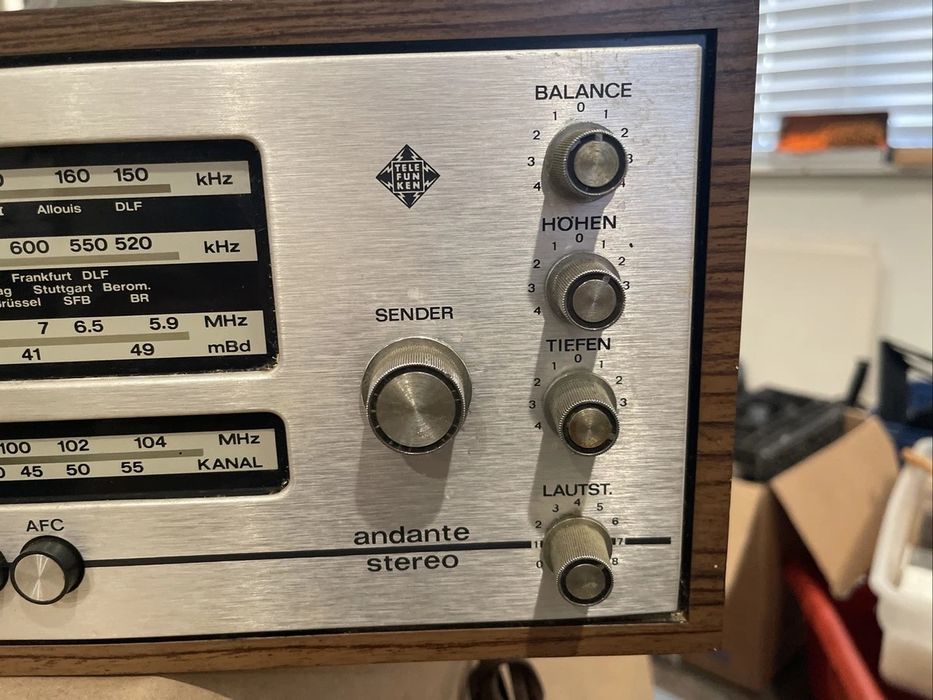 160 150 kHz
Allouis DLF
600 550 520 kHz
Frankfurt DLF
Stuttgart Berom.
SFB BR
7 6.5 5.9 MHz
41 49 mBd
100 102 104 MHz
45 50 55 KANAL
AFC
TELE
FUN
KEN
SENDER
andante
stereo
BALANCE
1 0 1
2 2
3 3
4 4
HÖHEN
1 0 1
2 2
3 3
4
TIEFEN
1 0 1
2 2
3 3
4
LAUTST.
3 4 5
2 6
1 7
0 8